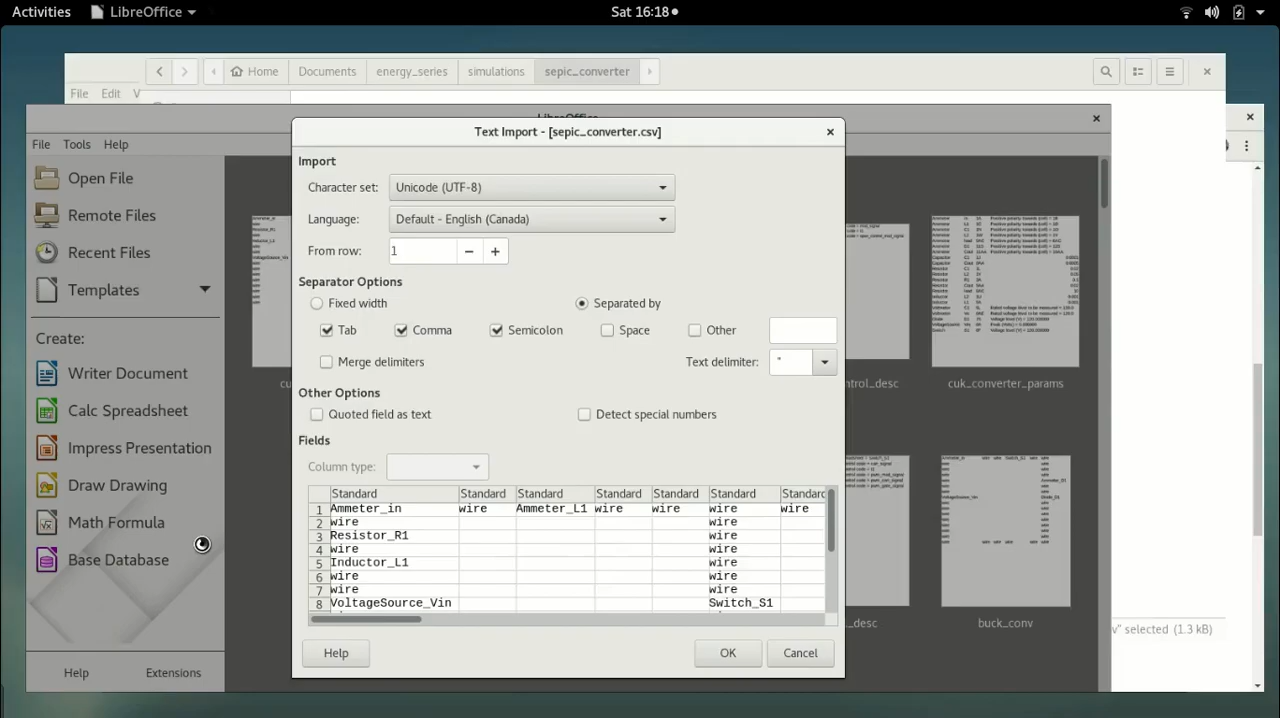 Activities LibreOffice Sat 16:18
Home Documents energy_series simulations sepic_converter
File Edit V
LibreOffice
File Tools Help
Open File
Remote Files
Recent Files
Templates
Create:
Writer Document
Calc Spreadsheet
Impress Presentation
Draw Drawing
Math Formula
Base Database
Help Extensions
Text Import - [sepic_converter.csv]
Import
Character set: Unicode (UTF-8)
Language: Default - English (Canada)
From row: 1
Separator Options
Fixed width Separated by
Tab Comma Semicolon Space Other
Merge delimiters Text delimiter: "
Other Options
Quoted field as text Detect special numbers
Fields
Column type:
Standard Standard Standard Standard Standard Standard Standard
1 Ammeter_in wire Ammeter_L1 wire wire wire wire
2 wire wire
3 Resistor_R1 wire
4 wire wire
5 Inductor_L1 wire
6 wire wire
7 wire wire
8 VoltageSource_Vin Switch_S1
Help OK Cancel
cu ntrol_desc cuk_converter_params
_desc buck_conv
v" selected (1.3 kB)